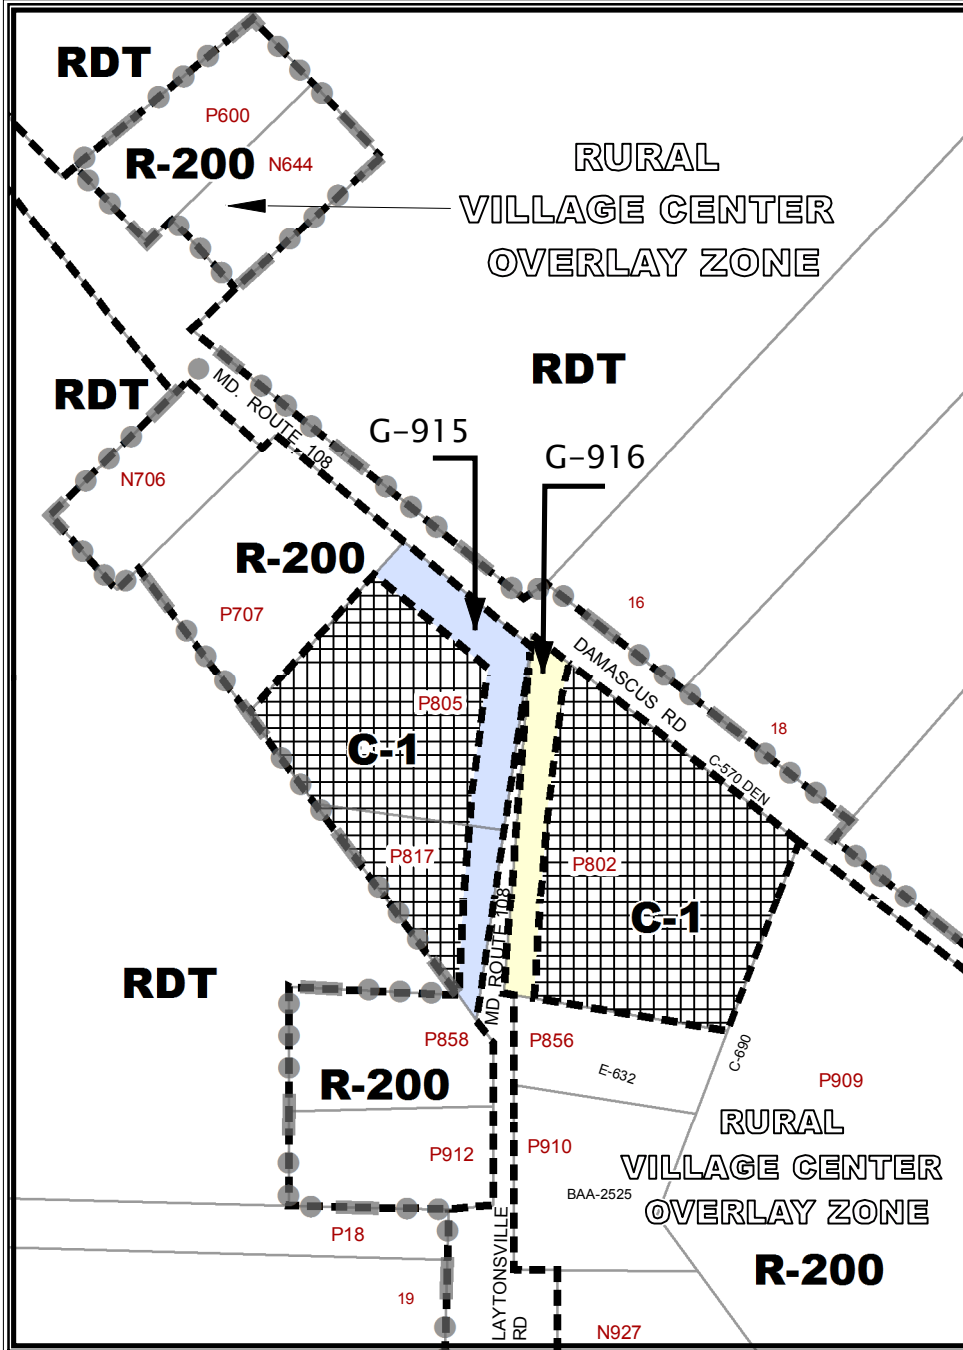 RDT
P600
R-200
N644
RURAL
VILLAGE CENTER
OVERLAY ZONE
RDT
RDT
MD. ROUTE 108
G-915
G-916
N706
R-200
P707
16
DAMASCUS RD
18
C-570 DEN
P805
C-1
P817
P802
C-1
MD. ROUTE 108
RDT
P858
P856
E-632
C-690
P909
R-200
RURAL
VILLAGE CENTER
OVERLAY ZONE
P912
P910
BAA-2525
P18
LAYTONSVILLE
RD
R-200
19
N927